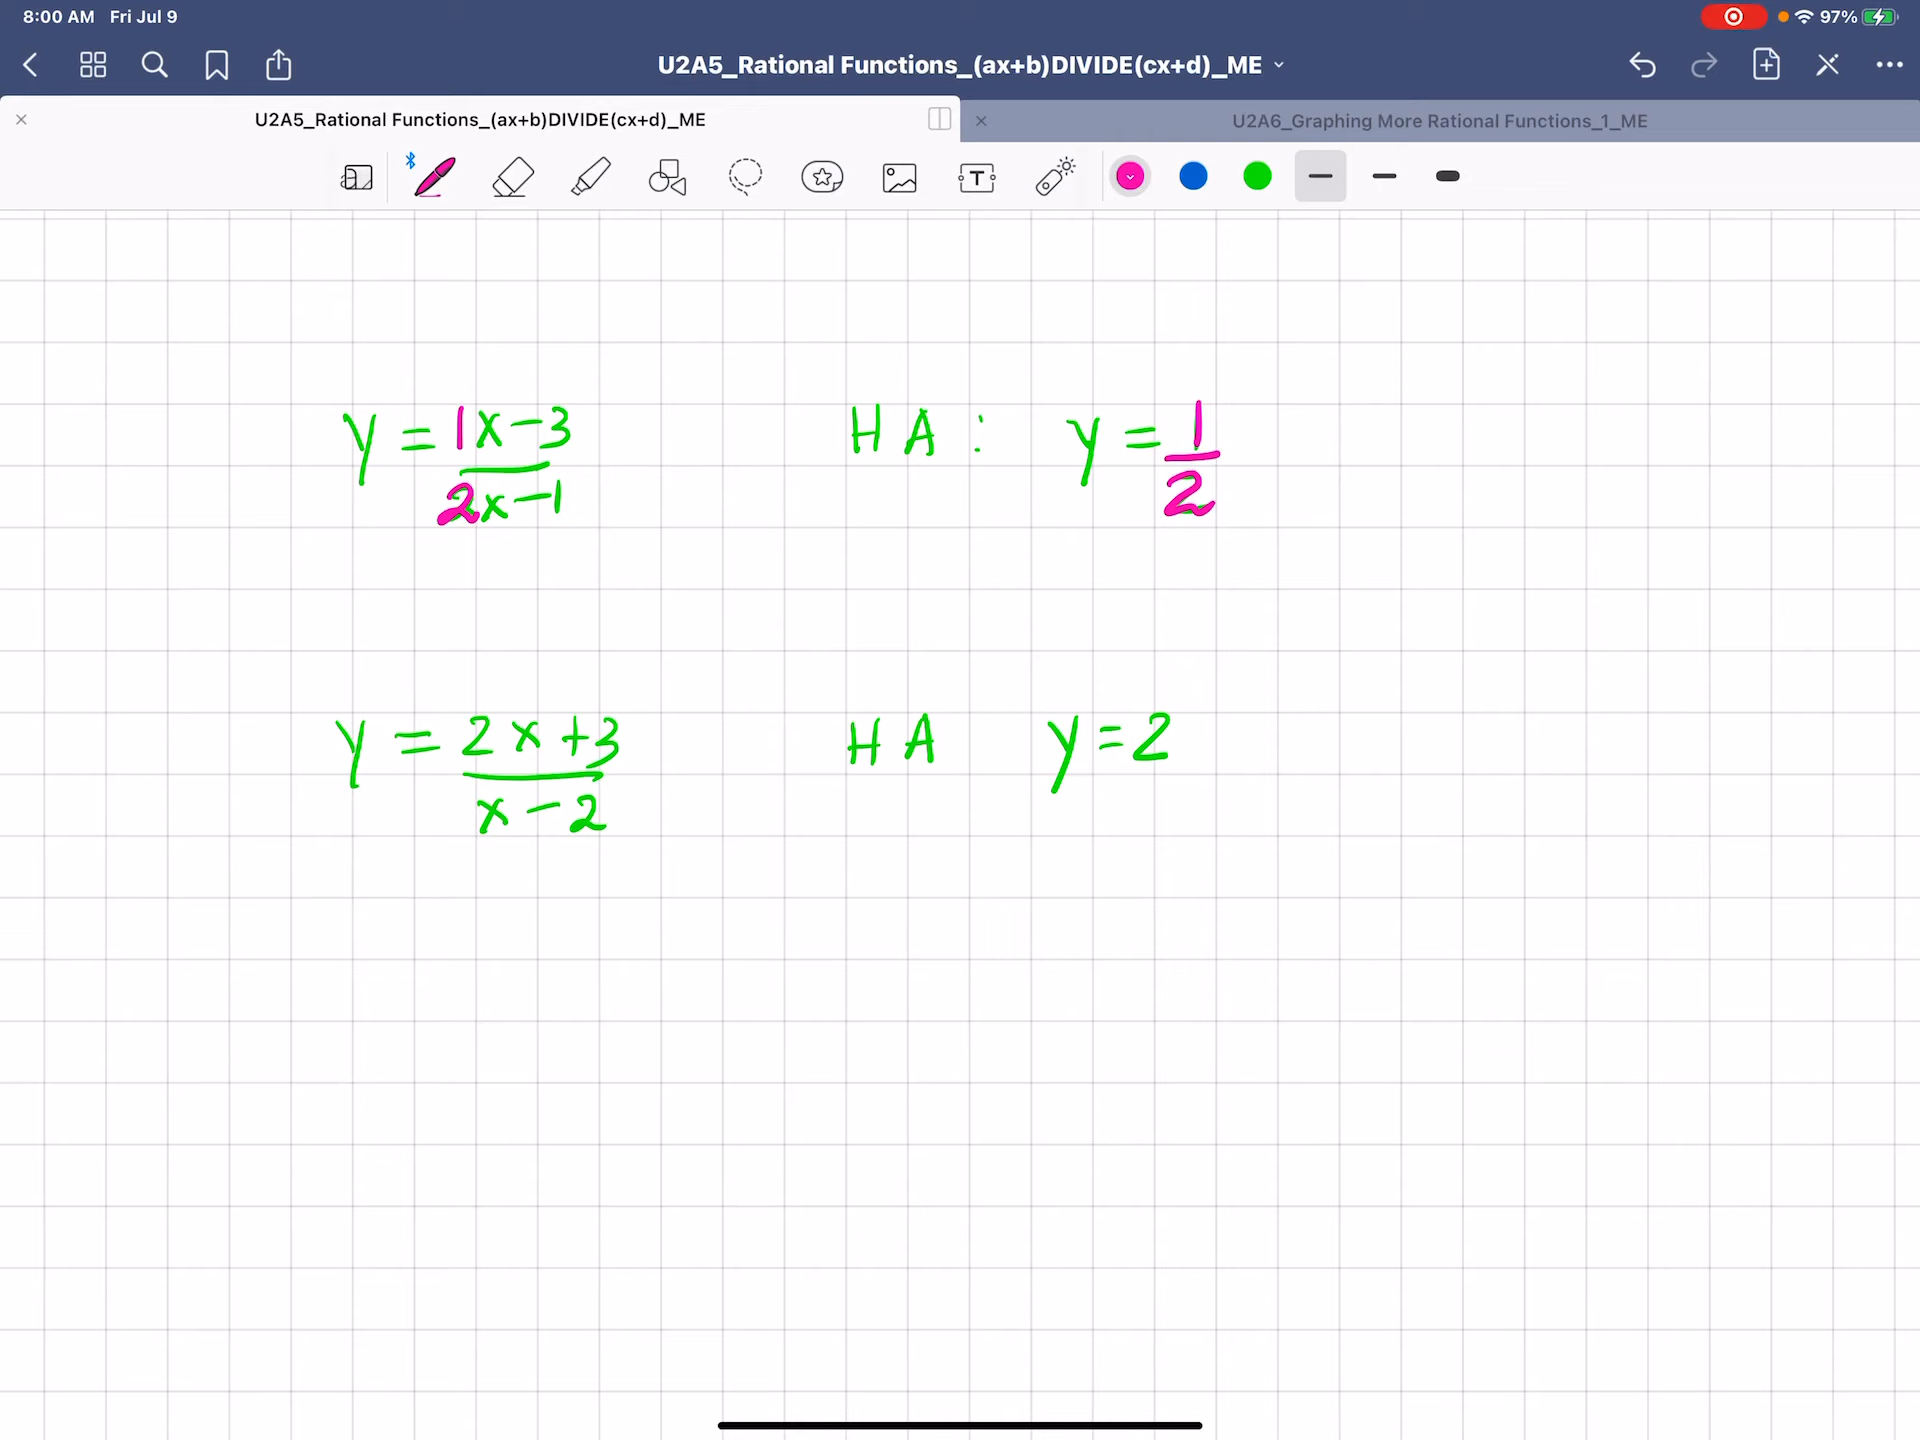 8:00 AM Fri Jul 9 97%
U2A5_Rational Functions_(ax+b)DIVIDE(cx+d)_ME
U2A5_Rational Functions_(ax+b)DIVIDE(cx+d)_ME U2A6_Graphing More Rational Functions_1_ME
y = 1x-3 HA: y = 1
2x-1 2
y = 2x+3 HA y=2
x-2